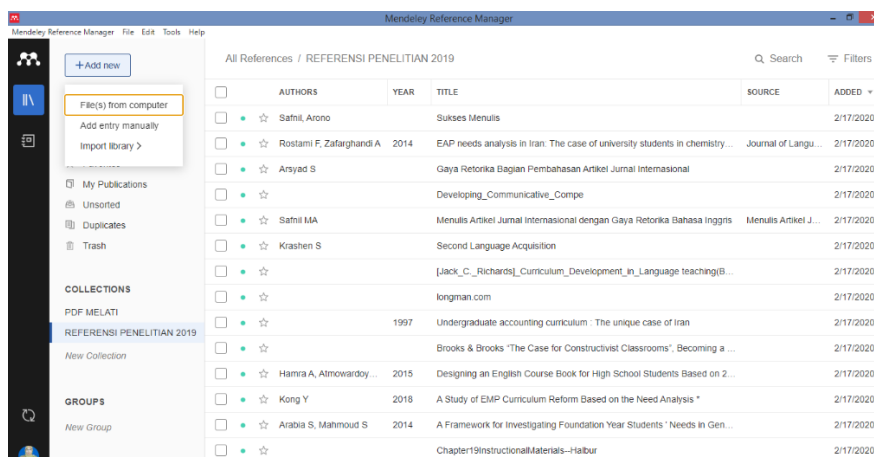 Mendeley Reference Manager
Mendeley Reference Manager File Edit Tools Help
+Add new
File(s) from computer
Add entry manually
Import library >
My Publications
Unsorted
Duplicates
Trash
COLLECTIONS
PDF MELATI
REFERENSI PENELITIAN 2019
New Collection
GROUPS
New Group
All References / REFERENSI PENELITIAN 2019
Search
Filters
AUTHORS YEAR TITLE SOURCE ADDED
Safnil, Arono Sukses Menulis 2/17/2020
Rostami F, Zafarghandi A 2014 EAP needs analysis in Iran: The case of university students in chemistry... Journal of Langu... 2/17/2020
Arsyad S Gaya Retorika Bagian Pembahasan Artikel Jurnal Internasional 2/17/2020
Developing_Communicative_Compe 2/17/2020
Safnil MA Menulis Artikel Jurnal Internasional dengan Gaya Retorika Bahasa Inggris Menulis Artikel J... 2/17/2020
Krashen S Second Language Acquisition 2/17/2020
[Jack_C._Richards]_Curriculum_Development_in_Language teaching(B... 2/17/2020
longman.com 2/17/2020
1997 Undergraduate accounting curriculum : The unique case of Iran 2/17/2020
Brooks & Brooks "The Case for Constructivist Classrooms", Becoming a ... 2/17/2020
Hamra A, Atmowardoy... 2015 Designing an English Course Book for High School Students Based on 2... 2/17/2020
Kong Y 2018 A Study of EMP Curriculum Reform Based on the Need Analysis * 2/17/2020
Arabia S, Mahmoud S 2014 A Framework for Investigating Foundation Year Students ' Needs in Gen... 2/17/2020
Chapter19InstructionalMaterials--Halbur 2/17/2020